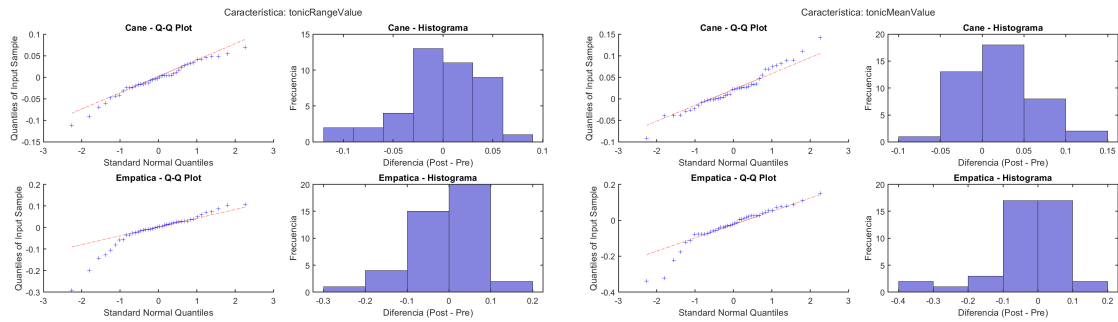 Característica: tonicRangeValue
Cane - Q-Q Plot
Quantiles of Input Sample
0.1
0.05
0
-0.05
-0.1
-0.15
-3 -2 -1 0 1 2 3
Standard Normal Quantiles
Cane - Histograma
Frecuencia
15
10
5
0
-0.1 -0.05 0 0.05 0.1
Diferencia (Post - Pre)
Empatica - Q-Q Plot
Quantiles of Input Sample
0.2
0.1
0
-0.1
-0.2
-0.3
-3 -2 -1 0 1 2 3
Standard Normal Quantiles
Empatica - Histograma
Frecuencia
20
15
10
5
0
-0.3 -0.2 -0.1 0 0.1 0.2
Diferencia (Post - Pre)
Característica: tonicMeanValue
Cane - Q-Q Plot
Quantiles of Input Sample
0.15
0.1
0.05
0
-0.05
-0.1
-3 -2 -1 0 1 2 3
Standard Normal Quantiles
Cane - Histograma
Frecuencia
20
15
10
5
0
-0.1 -0.05 0 0.05 0.1 0.15
Diferencia (Post - Pre)
Empatica - Q-Q Plot
Quantiles of Input Sample
0.2
0
-0.2
-0.4
-3 -2 -1 0 1 2 3
Standard Normal Quantiles
Empatica - Histograma
Frecuencia
20
15
10
5
0
-0.4 -0.3 -0.2 -0.1 0 0.1 0.2
Diferencia (Post - Pre)